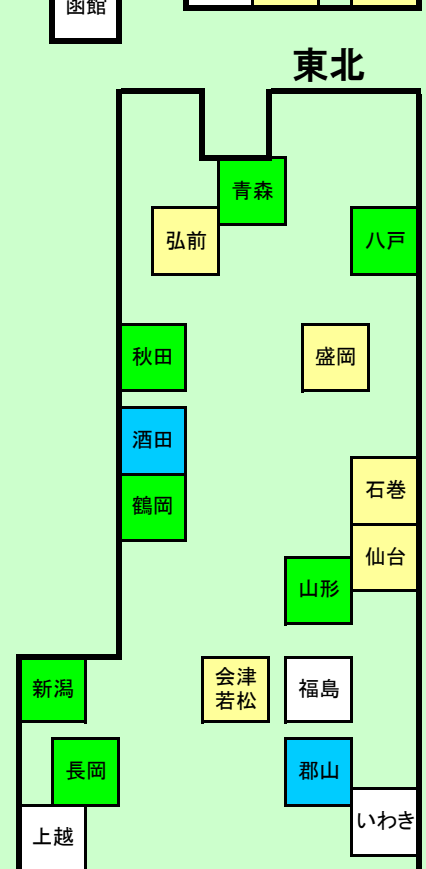 函館
東北
青森
弘前
八戸
秋田
盛岡
酒田
鶴岡
石巻
仙台
山形
新潟
会津
若松
福島
長岡
郡山
いわき
上越